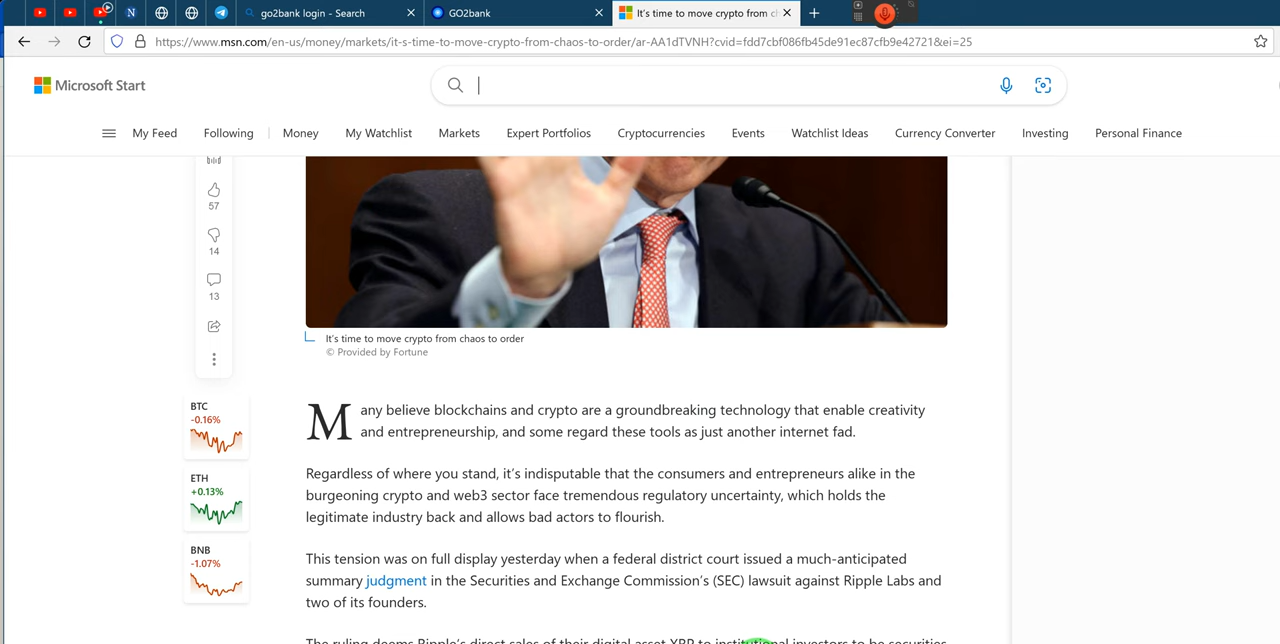 go2bank login - Search
GO2bank
It's time to move crypto from c
https://www.msn.com/en-us/money/markets/it-s-time-to-move-crypto-from-chaos-to-order/ar-AA1dTVNH?cvid=fdd7cbf086fb45de91ec87cfb9e42721&ei=25
Microsoft Start
My Feed
Following
Money
My Watchlist
Markets
Expert Portfolios
Cryptocurrencies
Events
Watchlist Ideas
Currency Converter
Investing
Personal Finance
57
14
13
It's time to move crypto from chaos to order
© Provided by Fortune
BTC
-0.16%
ETH
+0.13%
BNB
-1.07%
Many believe blockchains and crypto are a groundbreaking technology that enable creativity
and entrepreneurship, and some regard these tools as just another internet fad.
Regardless of where you stand, it's indisputable that the consumers and entrepreneurs alike in the
burgeoning crypto and web3 sector face tremendous regulatory uncertainty, which holds the
legitimate industry back and allows bad actors to flourish.
This tension was on full display yesterday when a federal district court issued a much-anticipated
summary judgment in the Securities and Exchange Commission's (SEC) lawsuit against Ripple Labs and
two of its founders.
The ruling deems Ripple's direct sales of their digital asset XRP to institutional investors to be securities